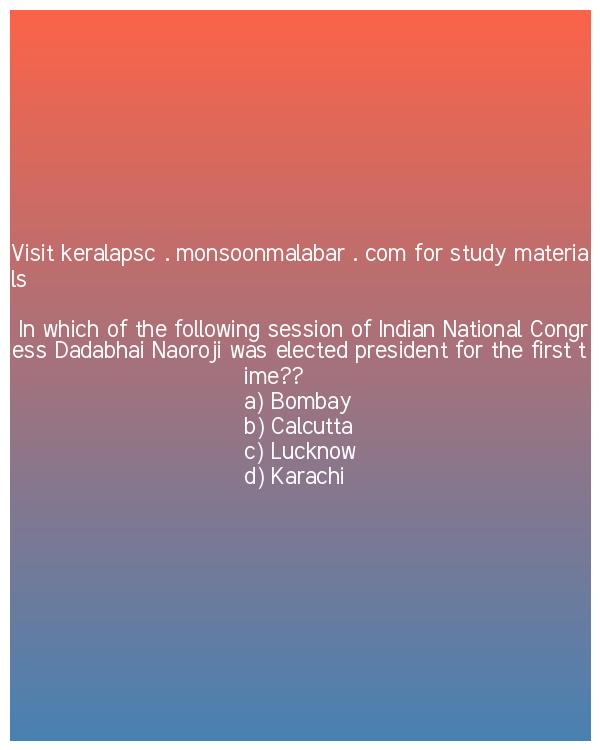 Visit keralapsc . monsoonmalabar . com for study materia
ls
In which of the following session of Indian National Congr
ess Dadabhai Naoroji was elected president for the first t
ime??
a) Bombay
b) Calcutta
c) Lucknow
d) Karachi